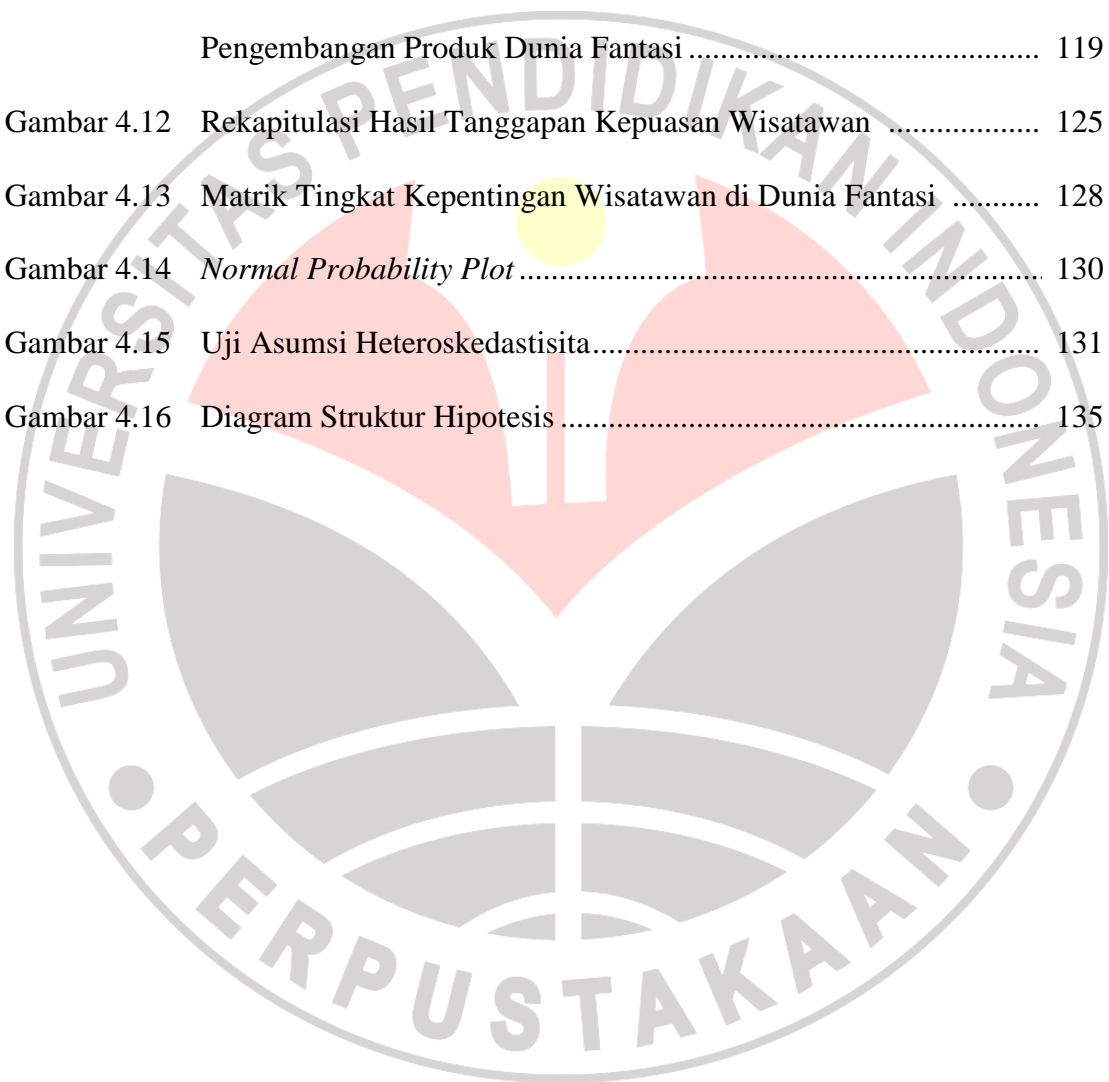 Pengembangan Produk Dunia Fantasi ..................................... 119
Gambar 4.12 Rekapitulasi Hasil Tanggapan Kepuasan Wisatawan .................. 125
Gambar 4.13 Matrik Tingkat Kepentingan Wisatawan di Dunia Fantasi ........... 128
Gambar 4.14 Normal Probability Plot ....................................................... 130
Gambar 4.15 Uji Asumsi Heteroskedastisita ............................................... 131
Gambar 4.16 Diagram Struktur Hipotesis .................................................. 135
UNIVERSITAS PENDIDIKAN INDONESIA
PERPUSTAKAAN